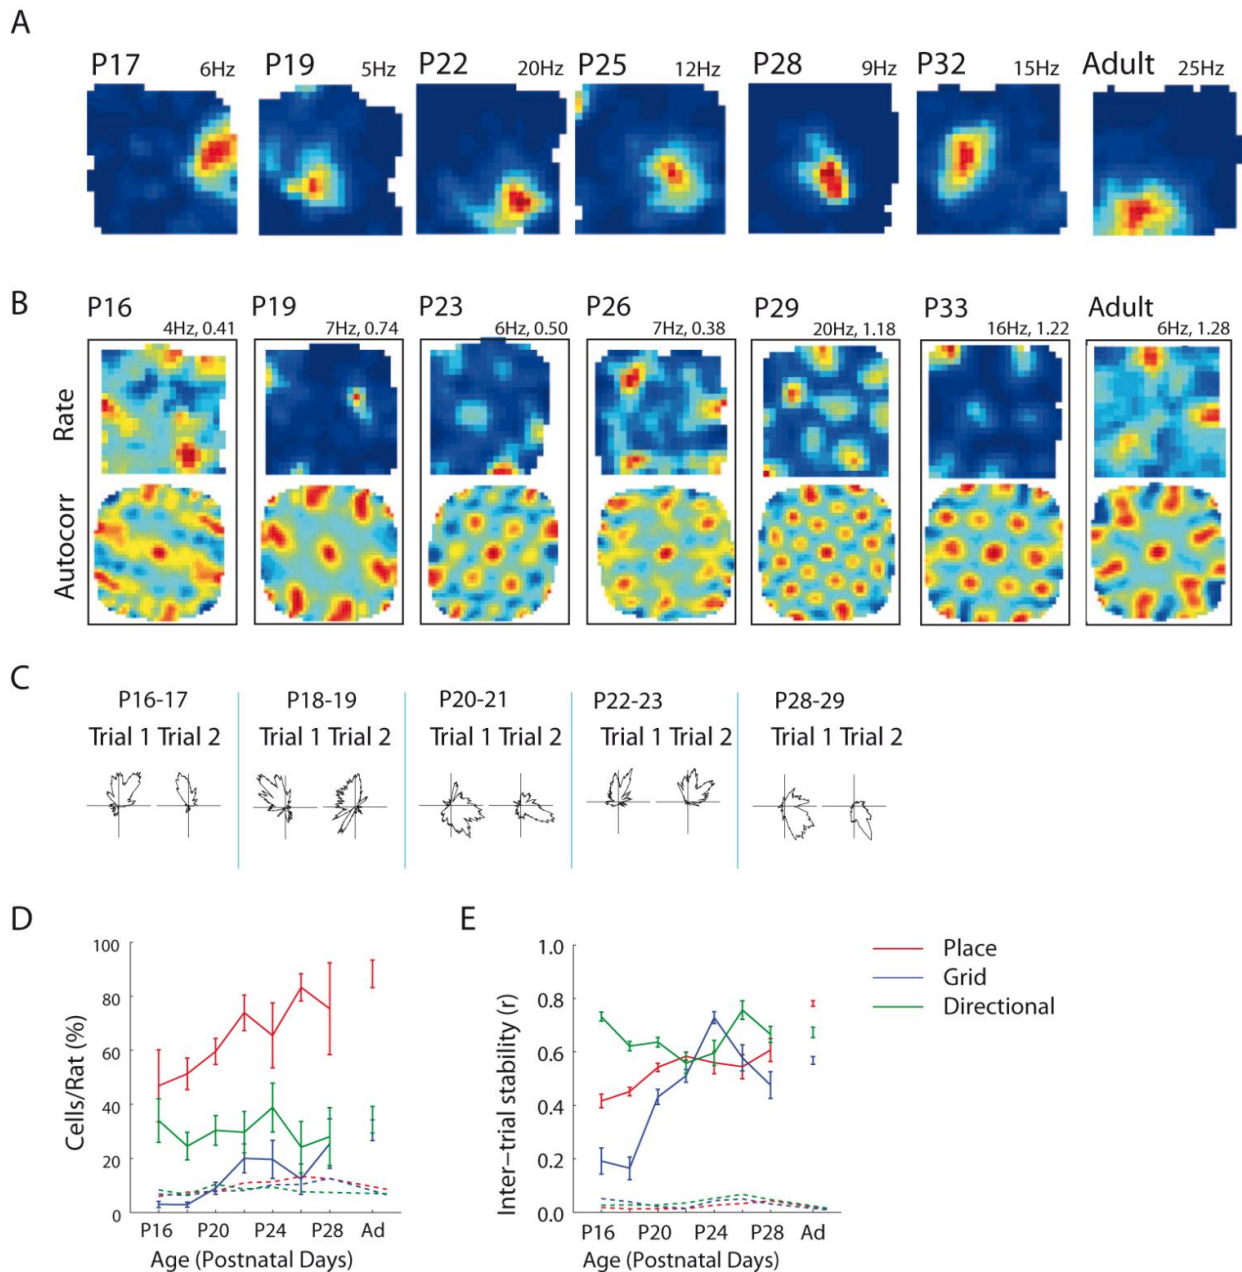 A
P17 6Hz P19 5Hz P22 20Hz P25 12Hz P28 9Hz P32 15Hz Adult 25Hz
B
P16 P19 P23 P26 P29 P33 Adult
4Hz, 0.41 7Hz, 0.74 6Hz, 0.50 7Hz, 0.38 20Hz, 1.18 16Hz, 1.22 6Hz, 1.28
Rate
Autocorr
C
P16-17 P18-19 P20-21 P22-23 P28-29
Trial 1 Trial 2 Trial 1 Trial 2 Trial 1 Trial 2 Trial 1 Trial 2 Trial 1 Trial 2
D
Cells/Rat (%)
100
80
60
40
20
0
P16 P20 P24 P28 Ad
Age (Postnatal Days)
E
Inter−trial stability (r)
1.0
0.8
0.6
0.4
0.2
0.0
P16 P20 P24 P28 Ad
Age (Postnatal Days)
Place
Grid
Directional